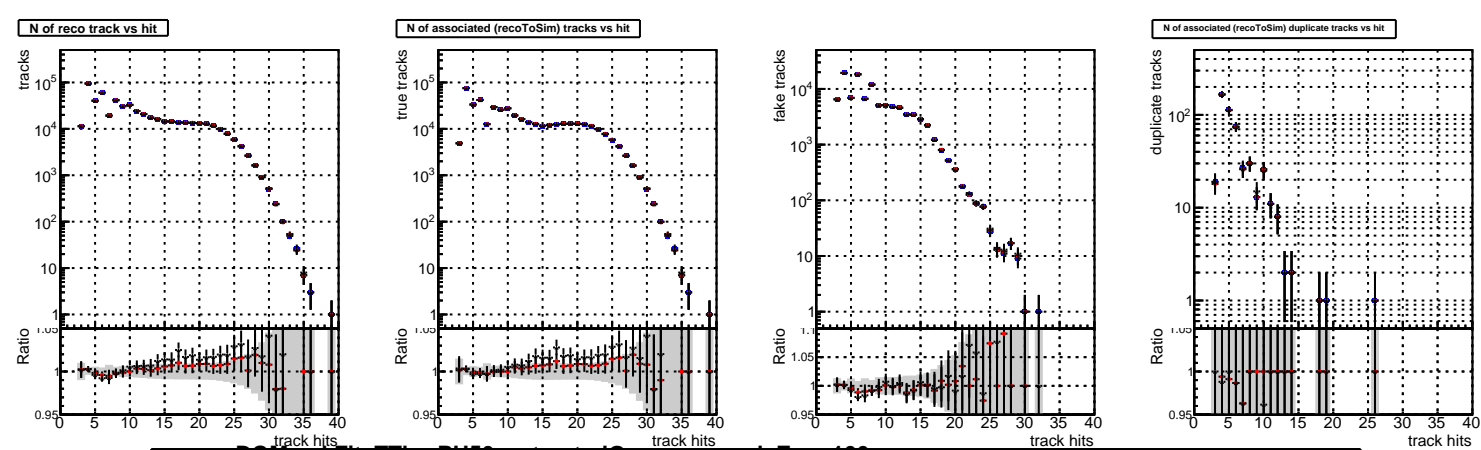 N of reco track vs hit
tracks
10^5
10^4
10^3
10^2
10
1
Ratio
1.05
1
0.95
0 5 10 15 20 25 30 35 40
track hits
N of associated (recoToSim) tracks vs hit
true tracks
10^5
10^4
10^3
10^2
10
1
Ratio
1.05
1
0.95
0 5 10 15 20 25 30 35 40
track hits
fake tracks
10^4
10^3
10^2
10
1
Ratio
1.1
1.05
1
0.95
0 5 10 15 20 25 30 35 40
track hits
N of associated (recoToSim) duplicate tracks vs hit
duplicate tracks
10^2
10
1
Ratio
1.05
1
0.95
0 5 10 15 20 25 30 35 40
track hits